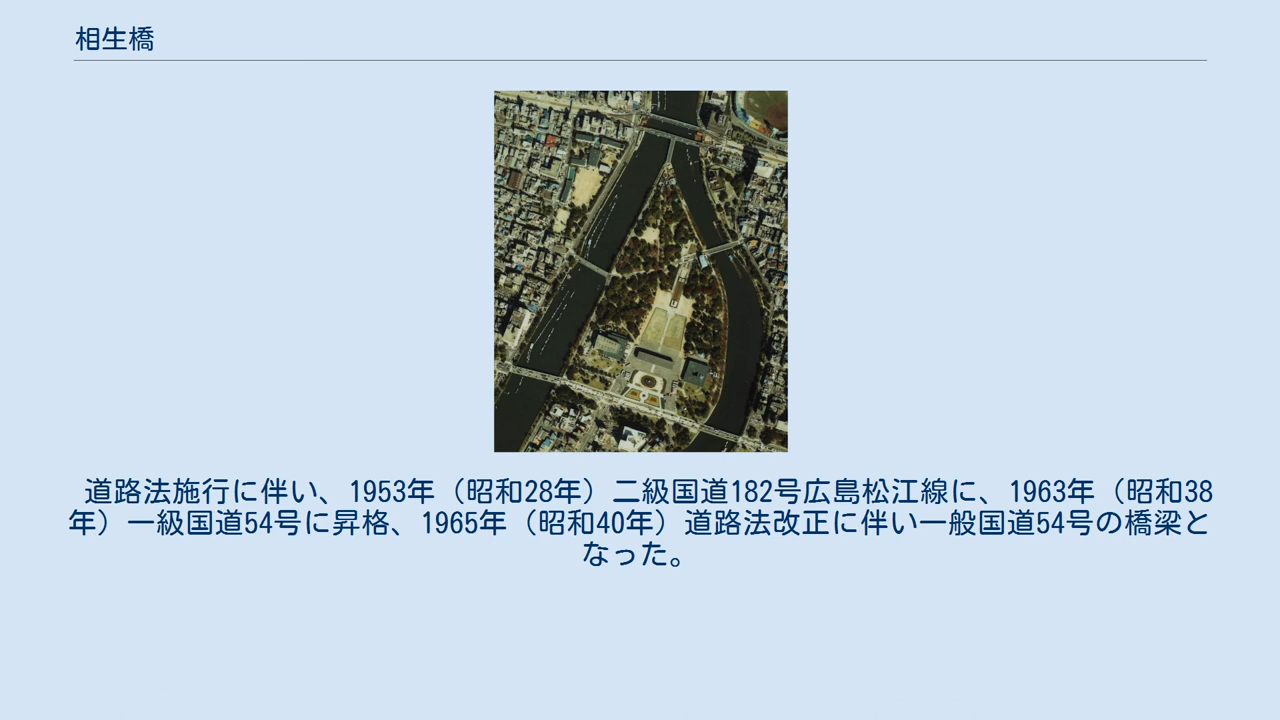 相生橋
道路法施行に伴い、1953年（昭和28年）二級国道182号広島松江線に、1963年（昭和38
年）一級国道54号に昇格、1965年（昭和40年）道路法改正に伴い一般国道54号の橋梁と
なった。